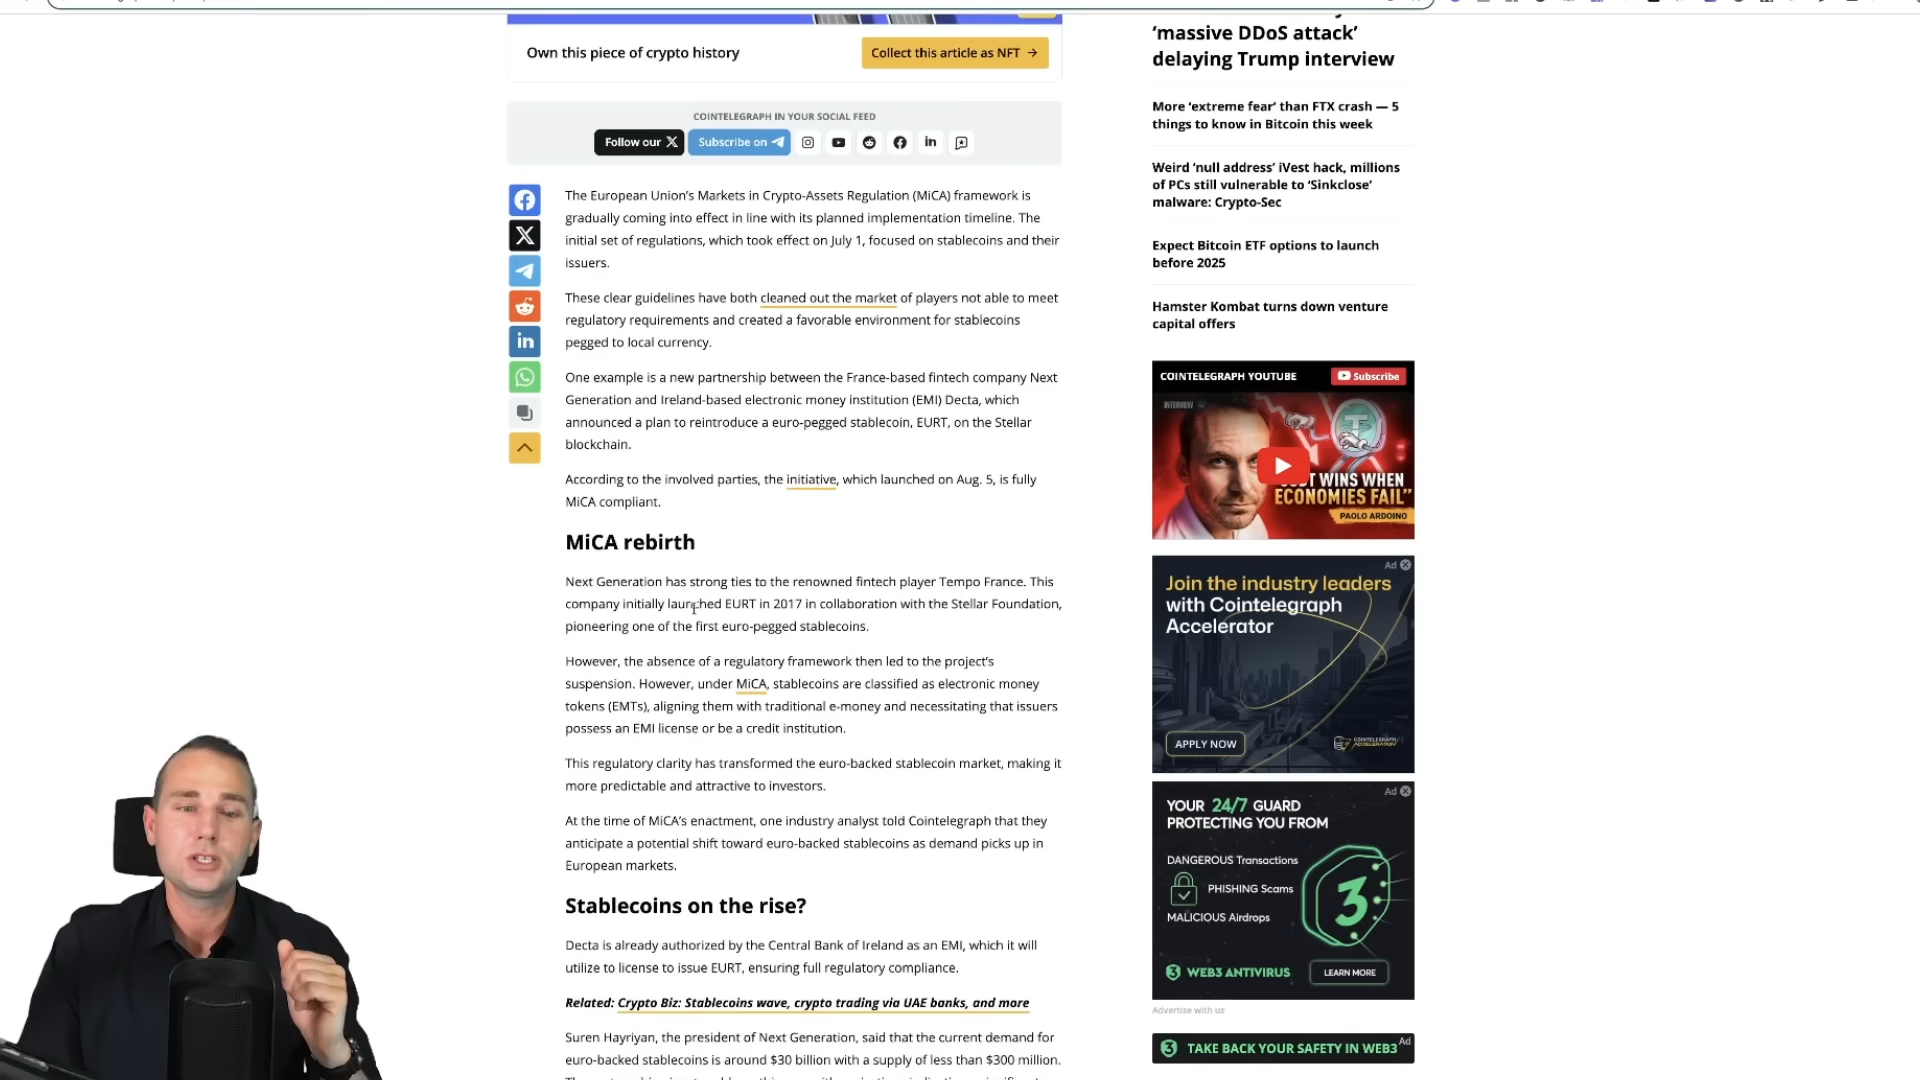 Own this piece of crypto history
Collect this article as NFT →
COINTELEGRAPH IN YOUR SOCIAL FEED
Follow our X
Subscribe on
The European Union’s Markets in Crypto-Assets Regulation (MiCA) framework is
gradually coming into effect in line with its planned implementation timeline. The
initial set of regulations, which took effect on July 1, focused on stablecoins and their
issuers.
These clear guidelines have both cleaned out the market of players not able to meet
regulatory requirements and created a favorable environment for stablecoins
pegged to local currency.
One example is a new partnership between the France-based fintech company Next
Generation and Ireland-based electronic money institution (EMI) Decta, which
announced a plan to reintroduce a euro-pegged stablecoin, EURT, on the Stellar
blockchain.
According to the involved parties, the initiative, which launched on Aug. 5, is fully
MiCA compliant.
MiCA rebirth
Next Generation has strong ties to the renowned fintech player Tempo France. This
company initially launched EURT in 2017 in collaboration with the Stellar Foundation,
pioneering one of the first euro-pegged stablecoins.
However, the absence of a regulatory framework then led to the project’s
suspension. However, under MiCA, stablecoins are classified as electronic money
tokens (EMTs), aligning them with traditional e-money and necessitating that issuers
possess an EMI license or be a credit institution.
This regulatory clarity has transformed the euro-backed stablecoin market, making it
more predictable and attractive to investors.
At the time of MiCA’s enactment, one industry analyst told Cointelegraph that they
anticipate a potential shift toward euro-backed stablecoins as demand picks up in
European markets.
Stablecoins on the rise?
Decta is already authorized by the Central Bank of Ireland as an EMI, which it will
utilize to license to issue EURT, ensuring full regulatory compliance.
Related: Crypto Biz: Stablecoins wave, crypto trading via UAE banks, and more
Suren Hayriyan, the president of Next Generation, said that the current demand for
euro-backed stablecoins is around $30 billion with a supply of less than $300 million.
‘massive DDoS attack’
delaying Trump interview
More ‘extreme fear’ than FTX crash — 5
things to know in Bitcoin this week
Weird ‘null address’ iVest hack, millions
of PCs still vulnerable to ‘Sinkclose’
malware: Crypto-Sec
Expect Bitcoin ETF options to launch
before 2025
Hamster Kombat turns down venture
capital offers
COINTELEGRAPH YOUTUBE
Subscribe
INTERVIEW
WINS WHEN
ECONOMIES FAIL”
PAOLO ARDOINO
Ad
Join the industry leaders
with Cointelegraph
Accelerator
APPLY NOW
COINTELEGRAPH
Ad
YOUR 24/7 GUARD
PROTECTING YOU FROM
DANGEROUS Transactions
PHISHING Scams
MALICIOUS Airdrops
3
3 WEB3 ANTIVIRUS
LEARN MORE
Advertise with us
3 TAKE BACK YOUR SAFETY IN WEB3 Ad